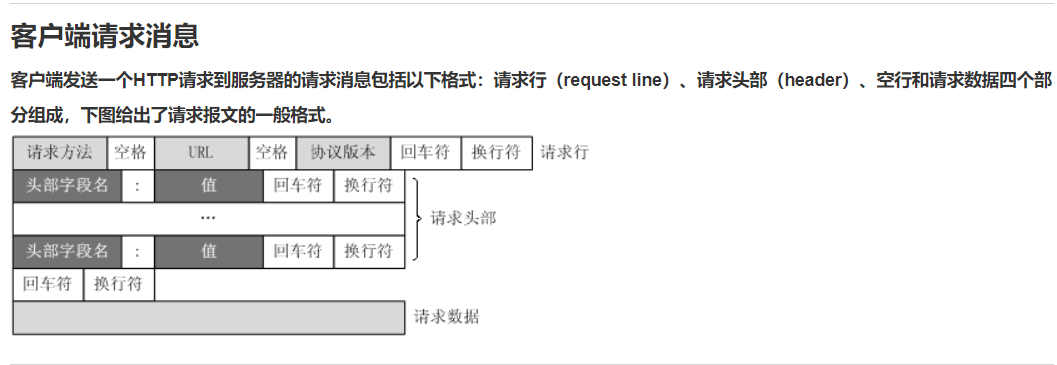 客户端请求消息
客户端发送一个HTTP请求到服务器的请求消息包括以下格式：请求行（request line）、请求头部（header）、空行和请求数据四个部
分组成，下图给出了请求报文的一般格式。
请求方法 空格 URL 空格 协议版本 回车符 换行符 请求行
头部字段名 : 值 回车符 换行符
... 请求头部
头部字段名 : 值 回车符 换行符
回车符 换行符
请求数据